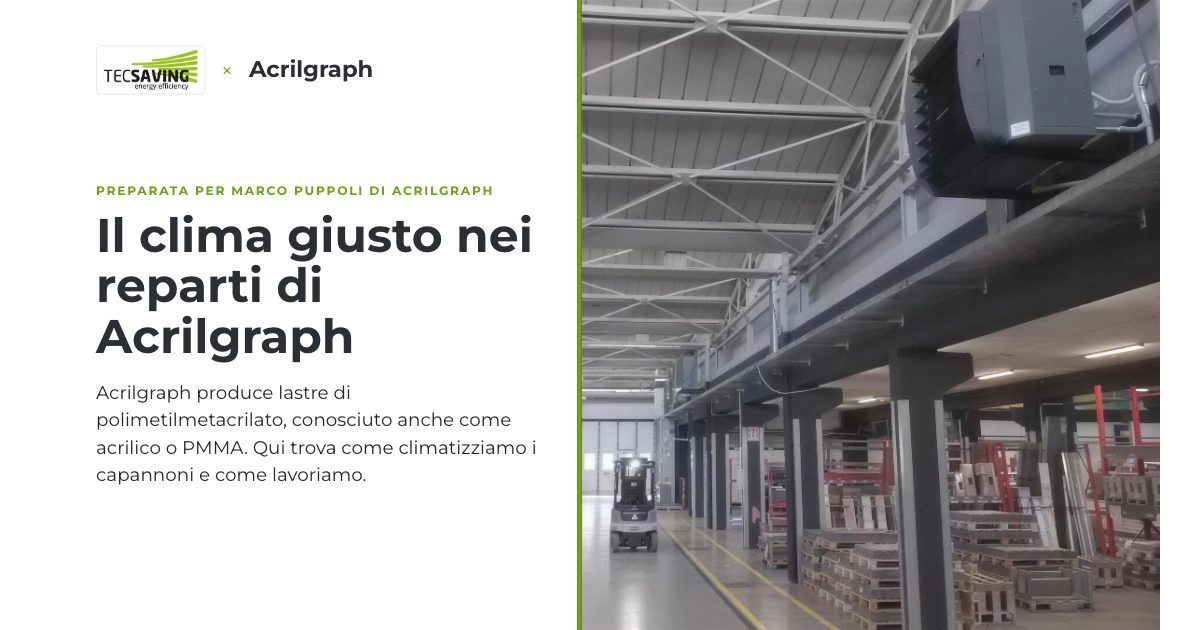 TECSAVING
energy efficiency
× Acrilgraph
PREPARATA PER MARCO PUPPOLI DI ACRILGRAPH
Il clima giusto nei
reparti di
Acrilgraph
Acrilgraph produce lastre di
polimetilmetacrilato, conosciuto anche come
acrilico o PMMA. Qui trova come climatizziamo i
capannoni e come lavoriamo.